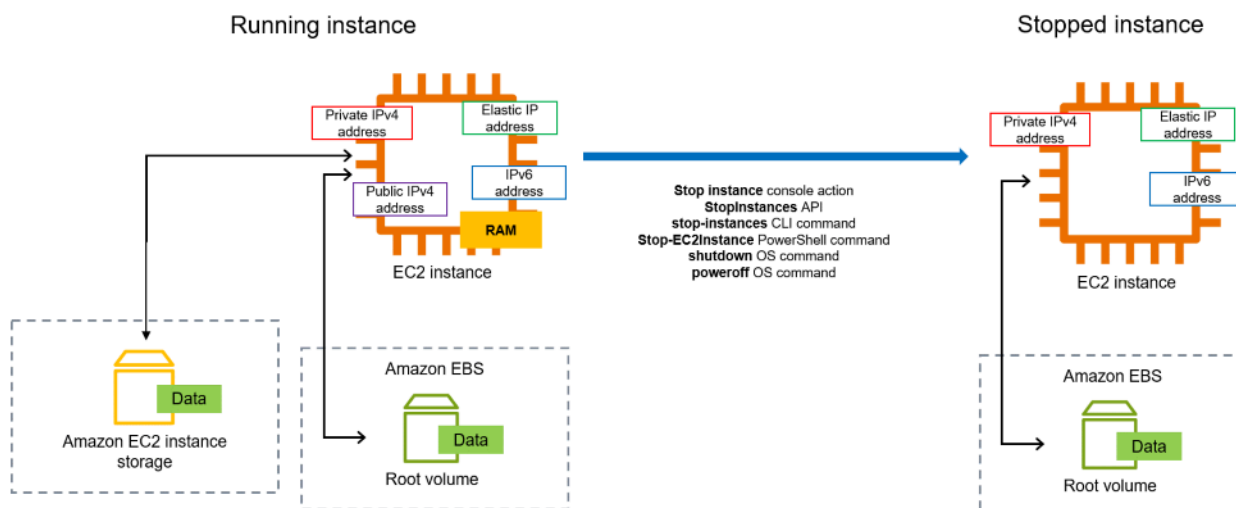 Running instance
Private IPv4
address
Elastic IP
address
Public IPv4
address
IPv6
address
RAM
EC2 instance
Data
Amazon EC2 instance
storage
Amazon EBS
Data
Root volume
Stop instance console action
StopInstances API
stop-instances CLI command
Stop-EC2Instance PowerShell command
shutdown OS command
poweroff OS command
Stopped instance
Private IPv4
address
Elastic IP
address
IPv6
address
EC2 instance
Amazon EBS
Data
Root volume